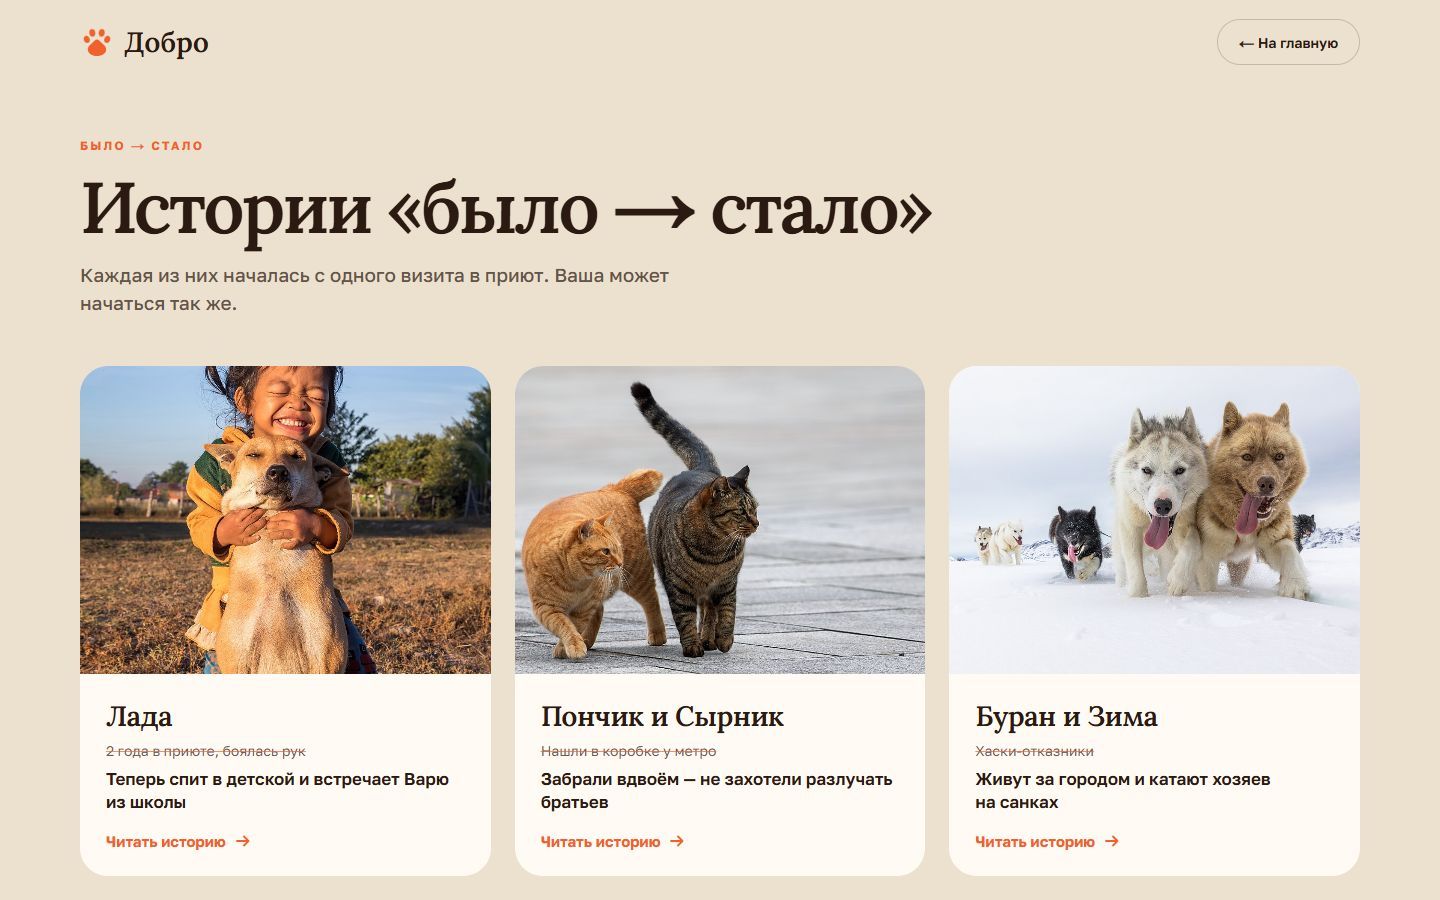 Добро
← На главную
БЫЛО → СТАЛО
Истории «было → стало»
Каждая из них началась с одного визита в приют. Ваша может
начаться так же.
Лада
2 года в приюте, боялась рук
Теперь спит в детской и встречает Варю
из школы
Читать историю →
Пончик и Сырник
Нашли в коробке у метро
Забрали вдвоём — не захотели разлучать
братьев
Читать историю →
Буран и Зима
Хаски-отказники
Живут за городом и катают хозяев
на санках
Читать историю →